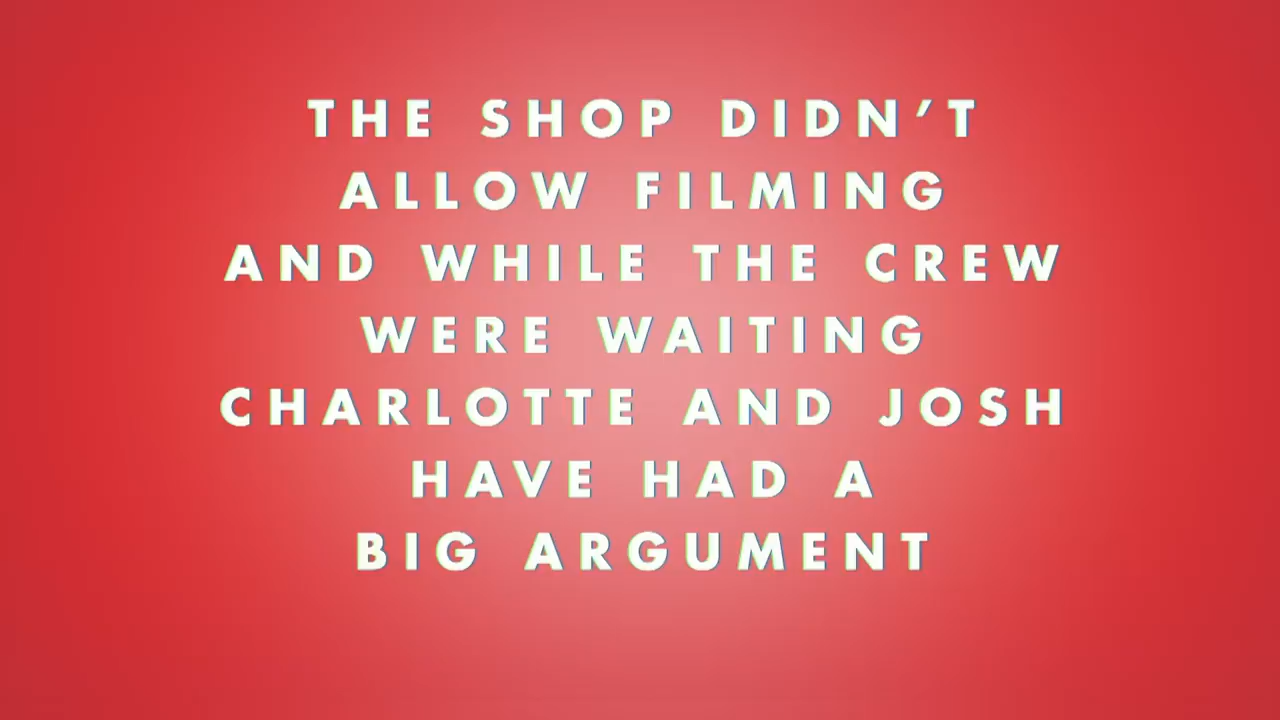 THE SHOP DIDN’T
ALLOW FILMING
AND WHILE THE CREW
WERE WAITING
CHARLOTTE AND JOSH
HAVE HAD A
BIG ARGUMENT